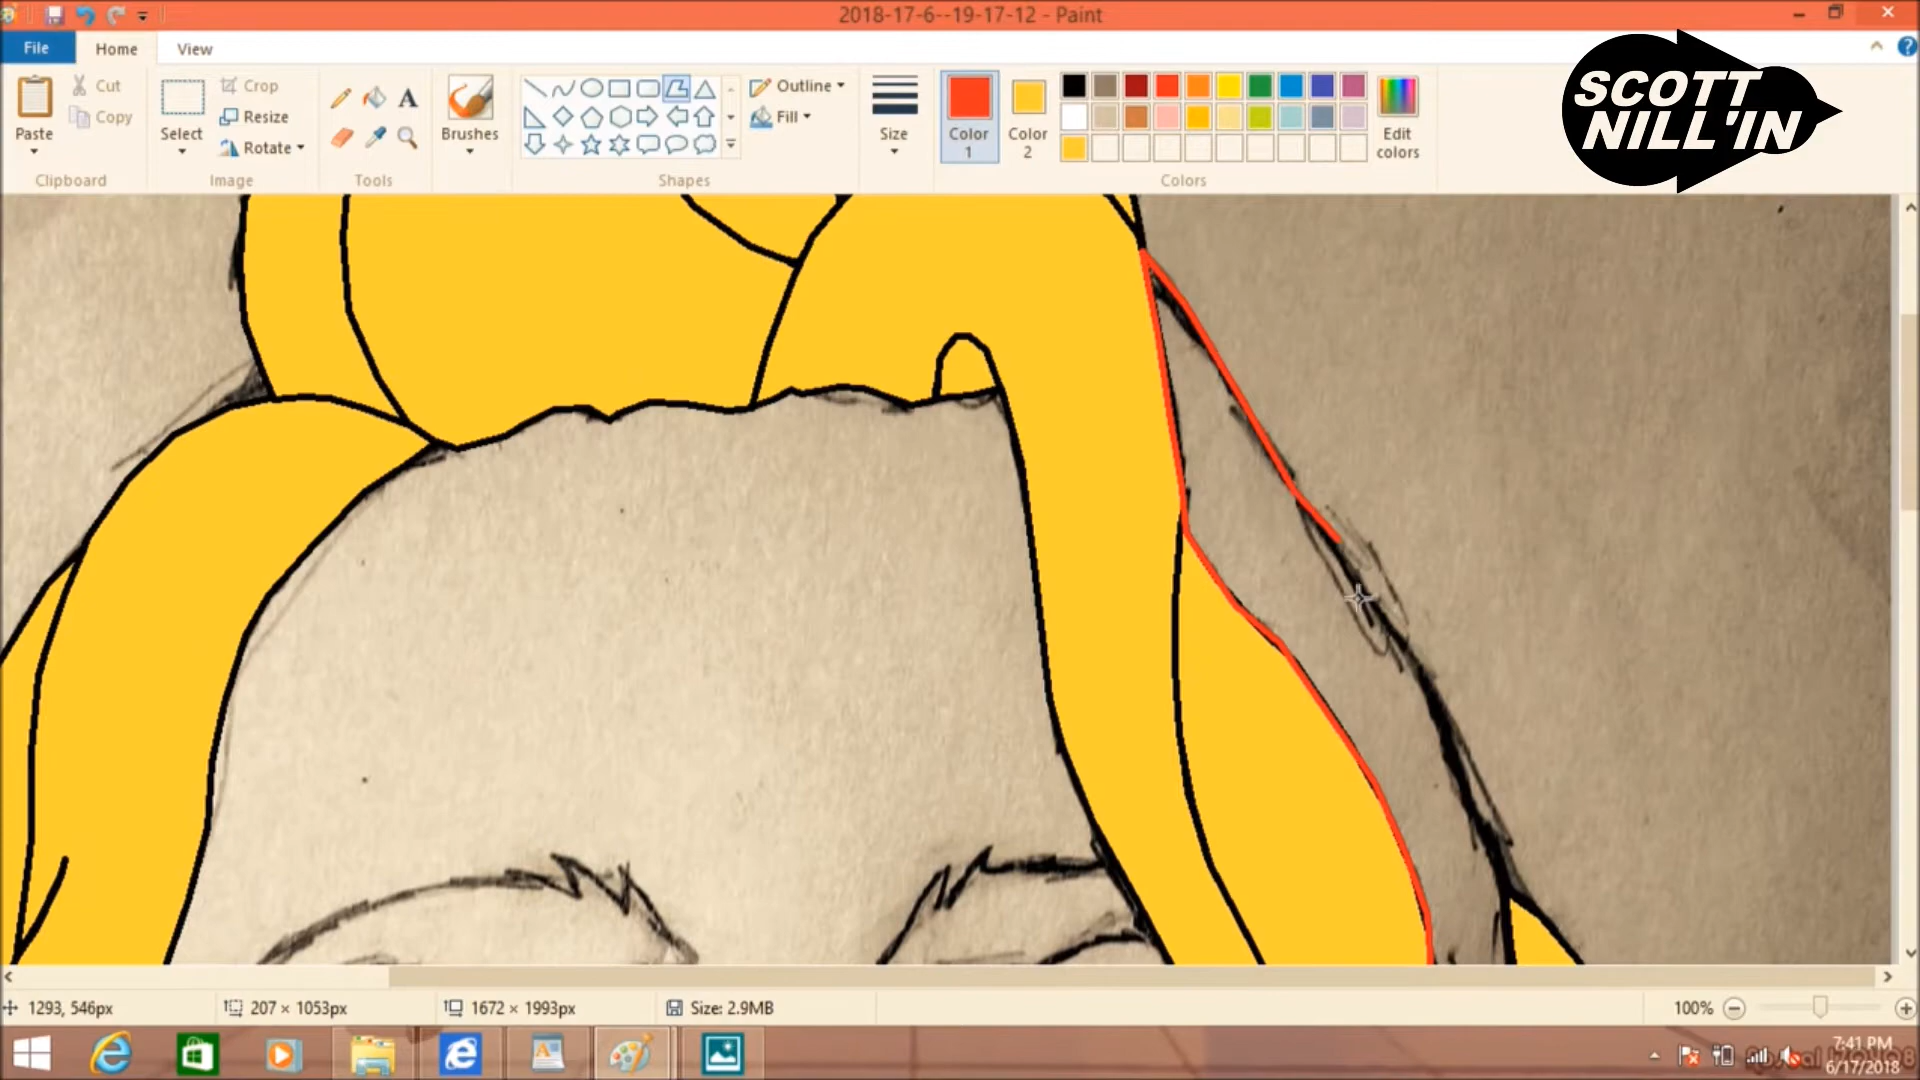 2018-17-6--19-17-12 - Paint
File
Home
View
SCOTT
NILL'IN
Paste
Cut
Copy
Clipboard
Select
Crop
Resize
Rotate
Image
A
Tools
Brushes
Shapes
Outline
Fill
Size
Color
1
Color
2
Edit
colors
Colors
1293, 546px
207 × 1053px
1672 × 1993px
Size: 2.9MB
100%
7:41 PM
6/17/2018